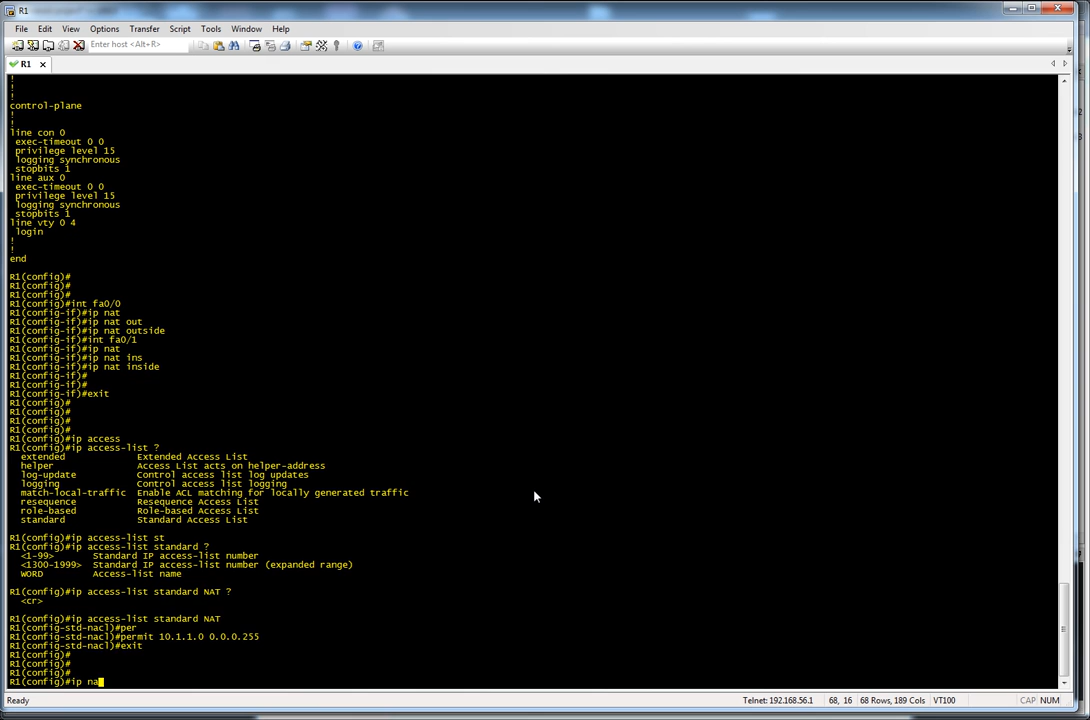 R1
File Edit View Options Transfer Script Tools Window Help
Enter host <Alt+R>
R1
!
!
!
control-plane
!
!
line con 0
exec-timeout 0 0
privilege level 15
logging synchronous
stopbits 1
line aux 0
exec-timeout 0 0
privilege level 15
logging synchronous
stopbits 1
line vty 0 4
login
!
!
end
R1(config)#
R1(config)#
R1(config)#
R1(config)#int fa0/0
R1(config-if)#ip nat
R1(config-if)#ip nat out
R1(config-if)#ip nat outside
R1(config-if)#int fa0/1
R1(config-if)#ip nat
R1(config-if)#ip nat ins
R1(config-if)#ip nat inside
R1(config-if)#
R1(config-if)#
R1(config-if)#exit
R1(config)#
R1(config)#
R1(config)#
R1(config)#
R1(config)#ip access
R1(config)#ip access-list ?
extended Extended Access List
helper Access List acts on helper-address
log-update Control access list log updates
logging Control access list logging
match-local-traffic Enable ACL matching for locally generated traffic
resequence Resequence Access List
role-based Role-based Access List
standard Standard Access List
R1(config)#ip access-list st
R1(config)#ip access-list standard ?
<1-99> Standard IP access-list number
<1300-1999> Standard IP access-list number (expanded range)
WORD Access-list name
R1(config)#ip access-list standard NAT ?
<cr>
R1(config)#ip access-list standard NAT
R1(config-std-nacl)#per
R1(config-std-nacl)#permit 10.1.1.0 0.0.0.255
R1(config-std-nacl)#exit
R1(config)#
R1(config)#
R1(config)#
R1(config)#ip na
Ready Telnet: 192.168.56.1 68, 16 68 Rows, 189 Cols VT100 CAP NUM